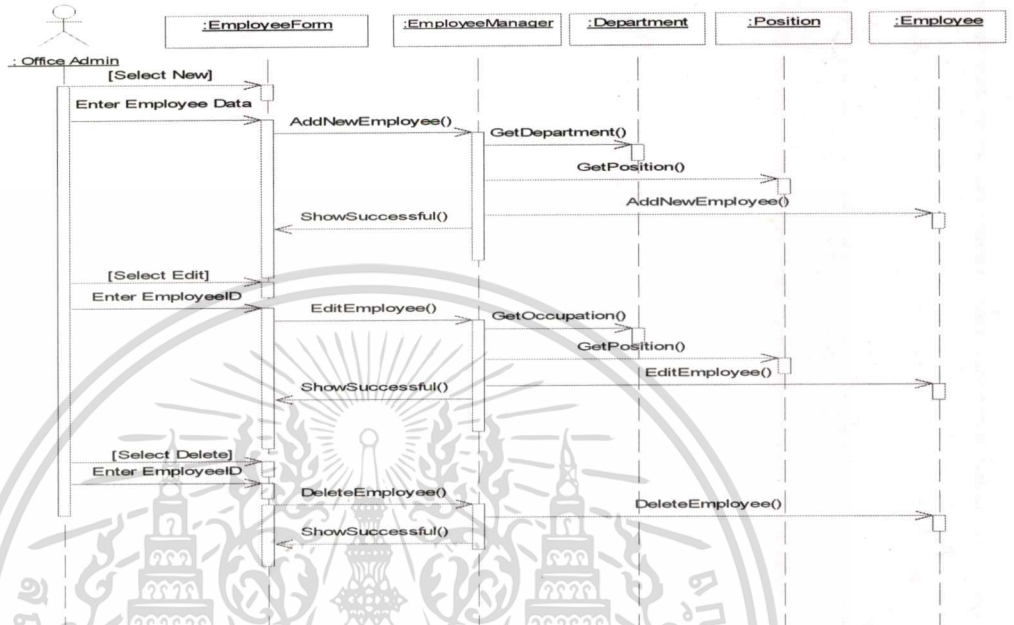 :EmployeeForm
:EmployeeManager
:Department
:Position
:Employee
: Office Admin
[Select New]
Enter Employee Data
AddNewEmployee()
GetDepartment()
GetPosition()
AddNewEmployee()
ShowSuccessful()
[Select Edit]
Enter EmployeeID
EditEmployee()
GetOccupation()
GetPosition()
EditEmployee()
ShowSuccessful()
[Select Delete]
Enter EmployeeID
DeleteEmployee()
DeleteEmployee()
ShowSuccessful()